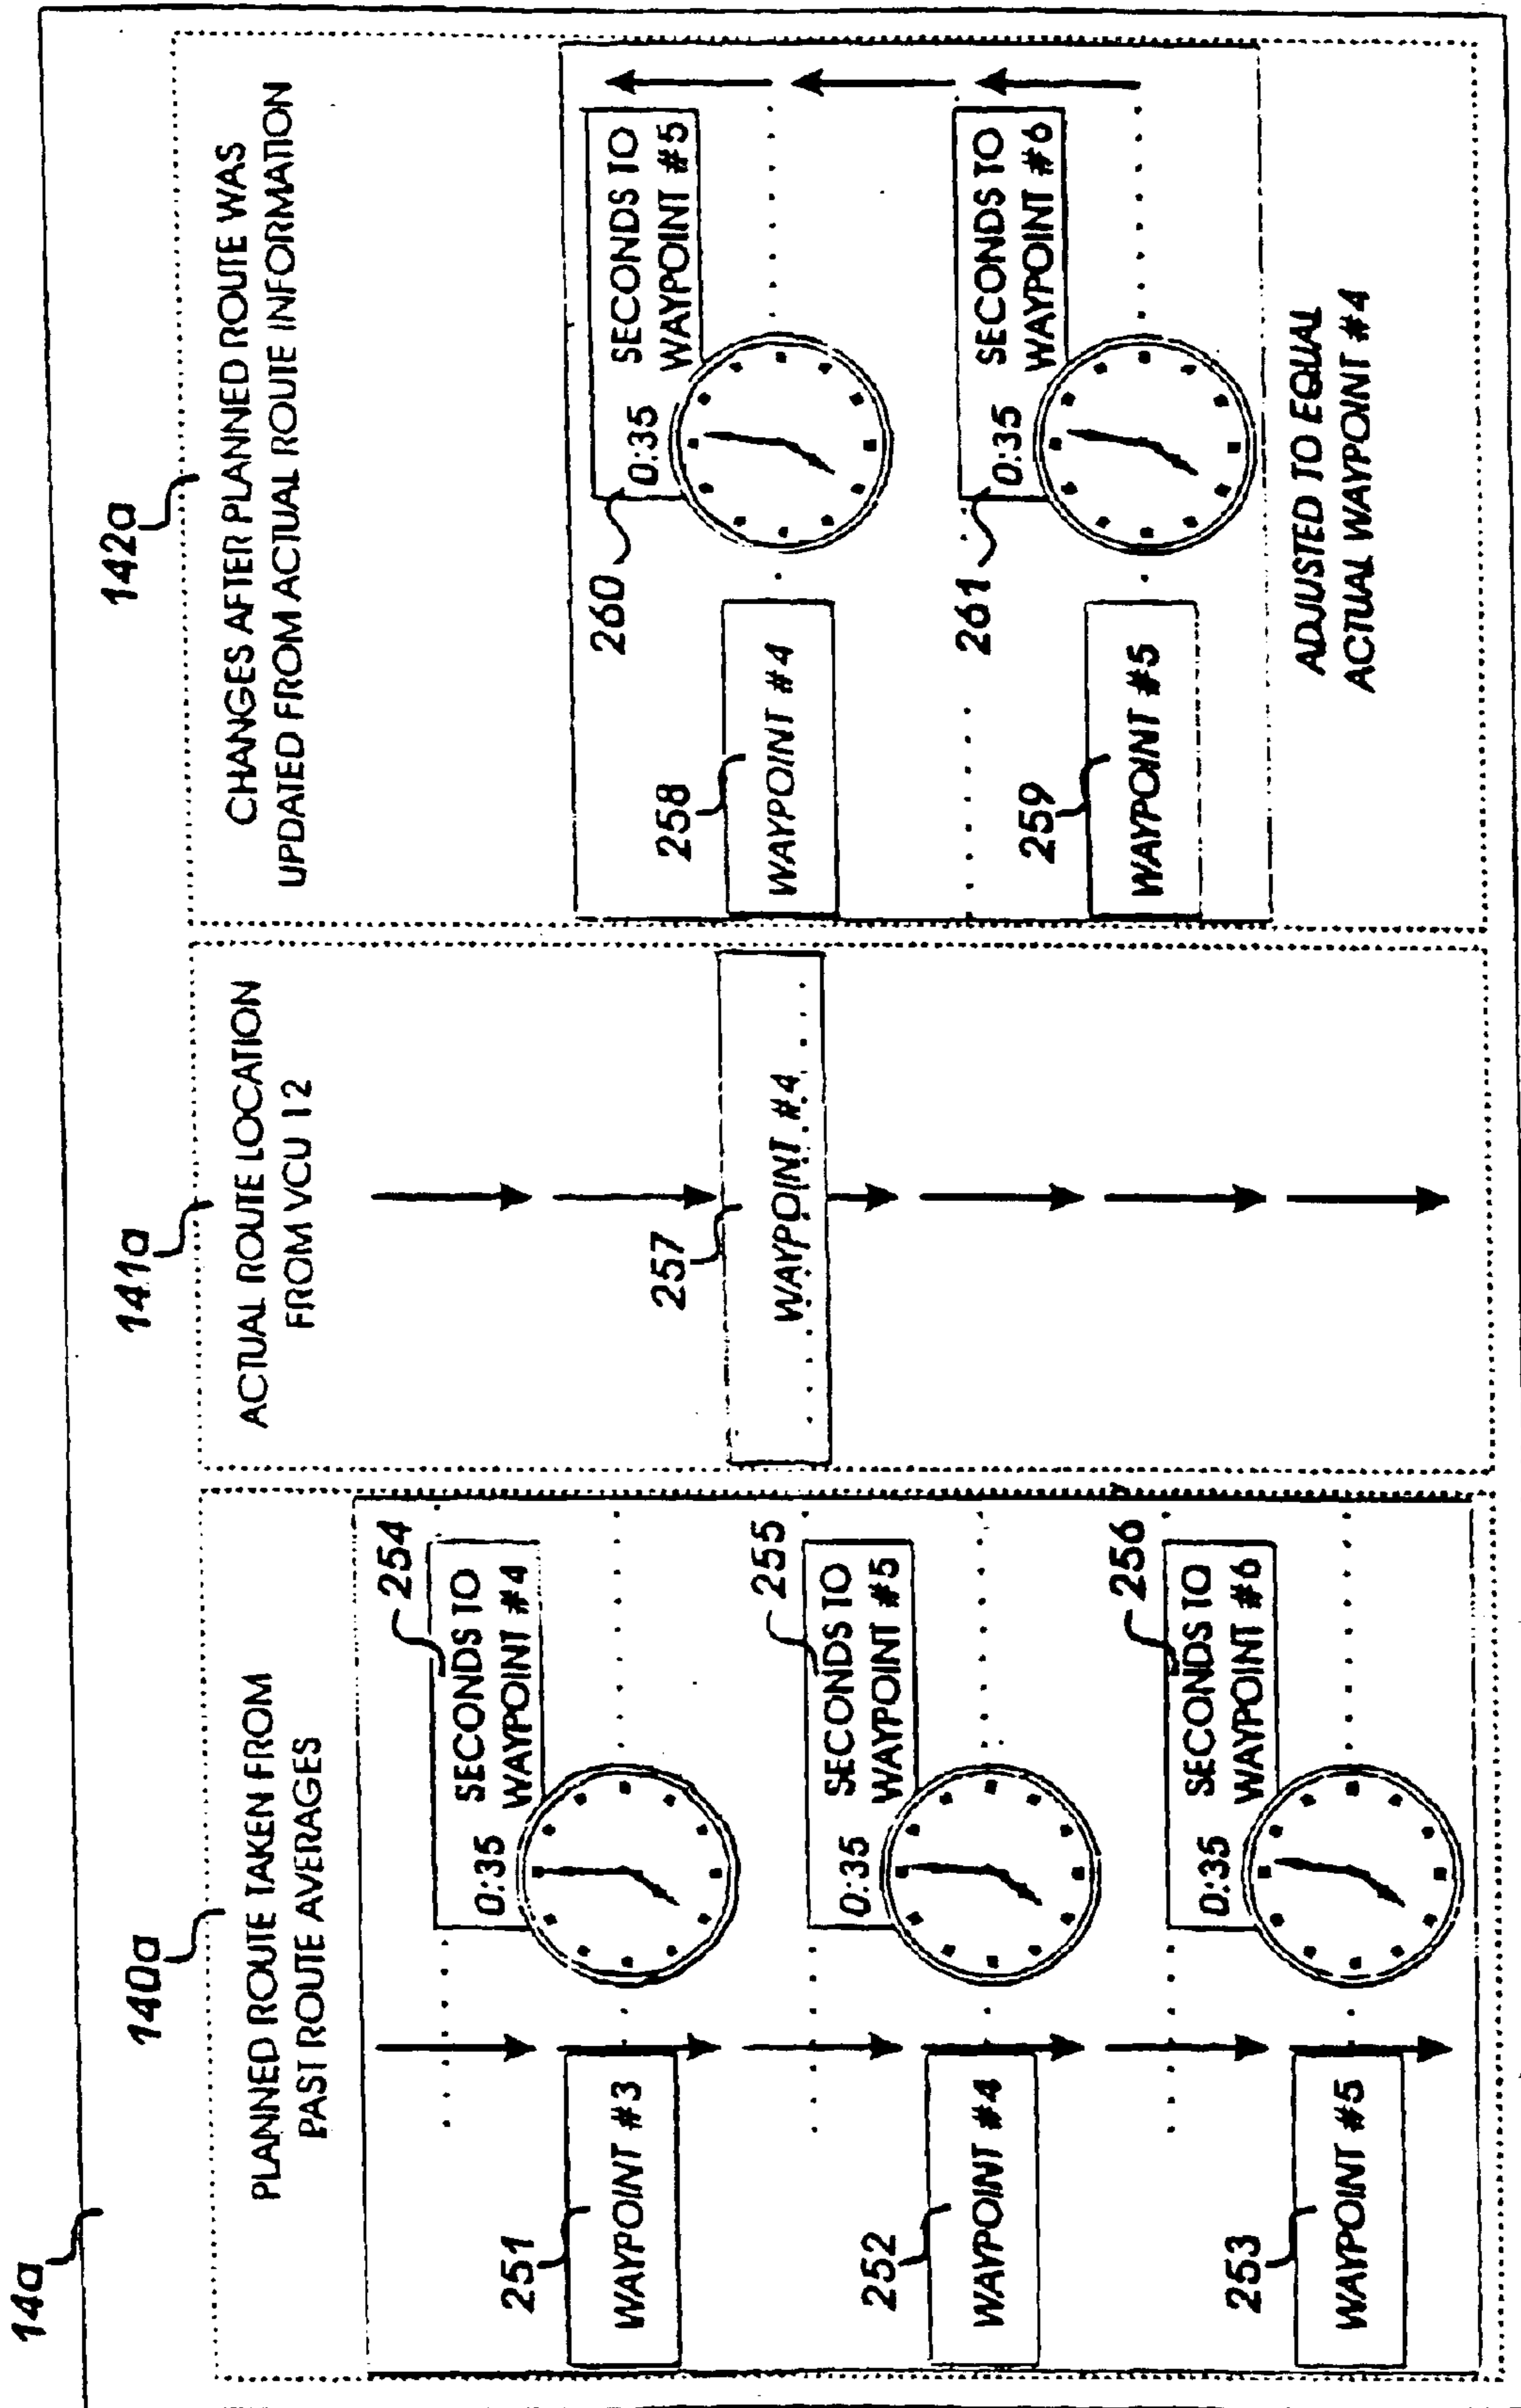 14a
140a
PLANNED ROUTE TAKEN FROM
PAST ROUTE AVERAGES
254
0:35
SECONDS TO
WAYPOINT #4
251
WAYPOINT #3
255
0:35
SECONDS TO
WAYPOINT #5
252
WAYPOINT #4
256
0:35
SECONDS TO
WAYPOINT #6
253
WAYPOINT #5
141a
ACTUAL ROUTE LOCATION
FROM VCU 12
257
WAYPOINT #4
142a
CHANGES AFTER PLANNED ROUTE WAS
UPDATED FROM ACTUAL ROUTE INFORMATION
260
0:35
SECONDS TO
WAYPOINT #5
258
WAYPOINT #4
261
0:35
SECONDS TO
WAYPOINT #6
259
WAYPOINT #5
ADJUSTED TO EQUAL
ACTUAL WAYPOINT #4